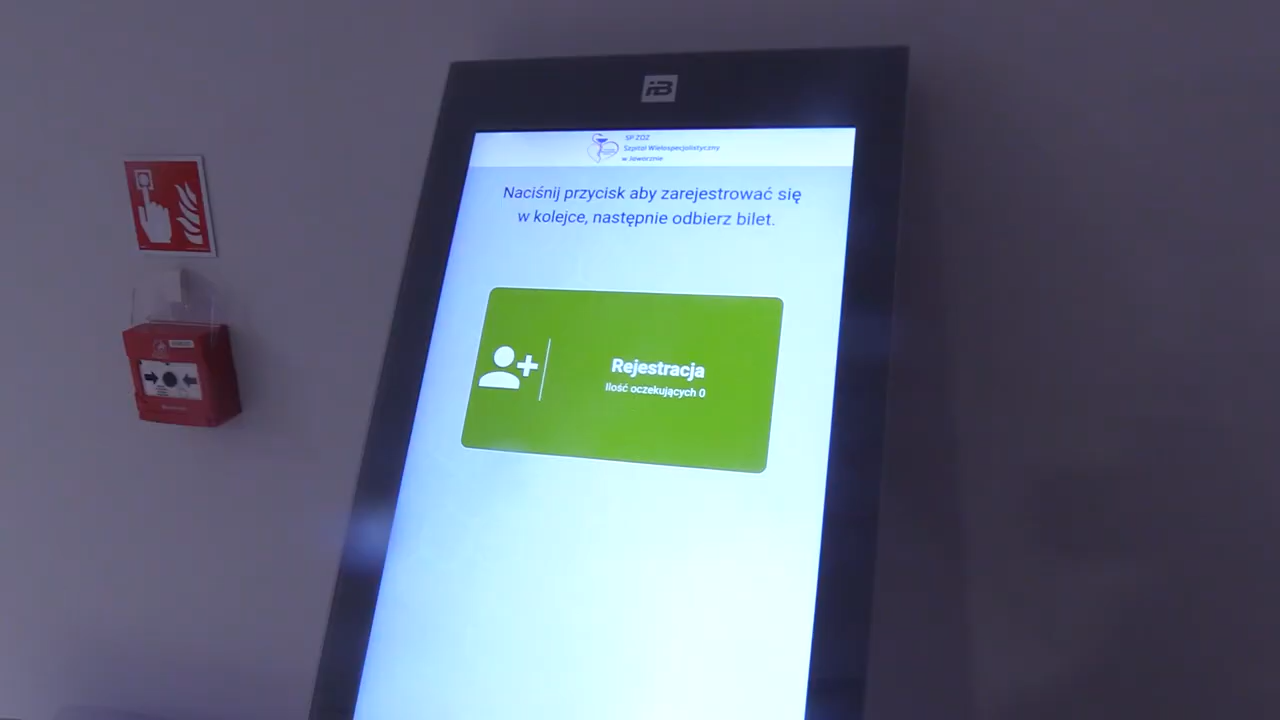 SP ZOZ
Szpital Wielospecjalistyczny
w Jaworznie
Naciśnij przycisk aby zarejestrować się
w kolejce, następnie odbierz bilet.
Rejestracja
Ilość oczekujących 0